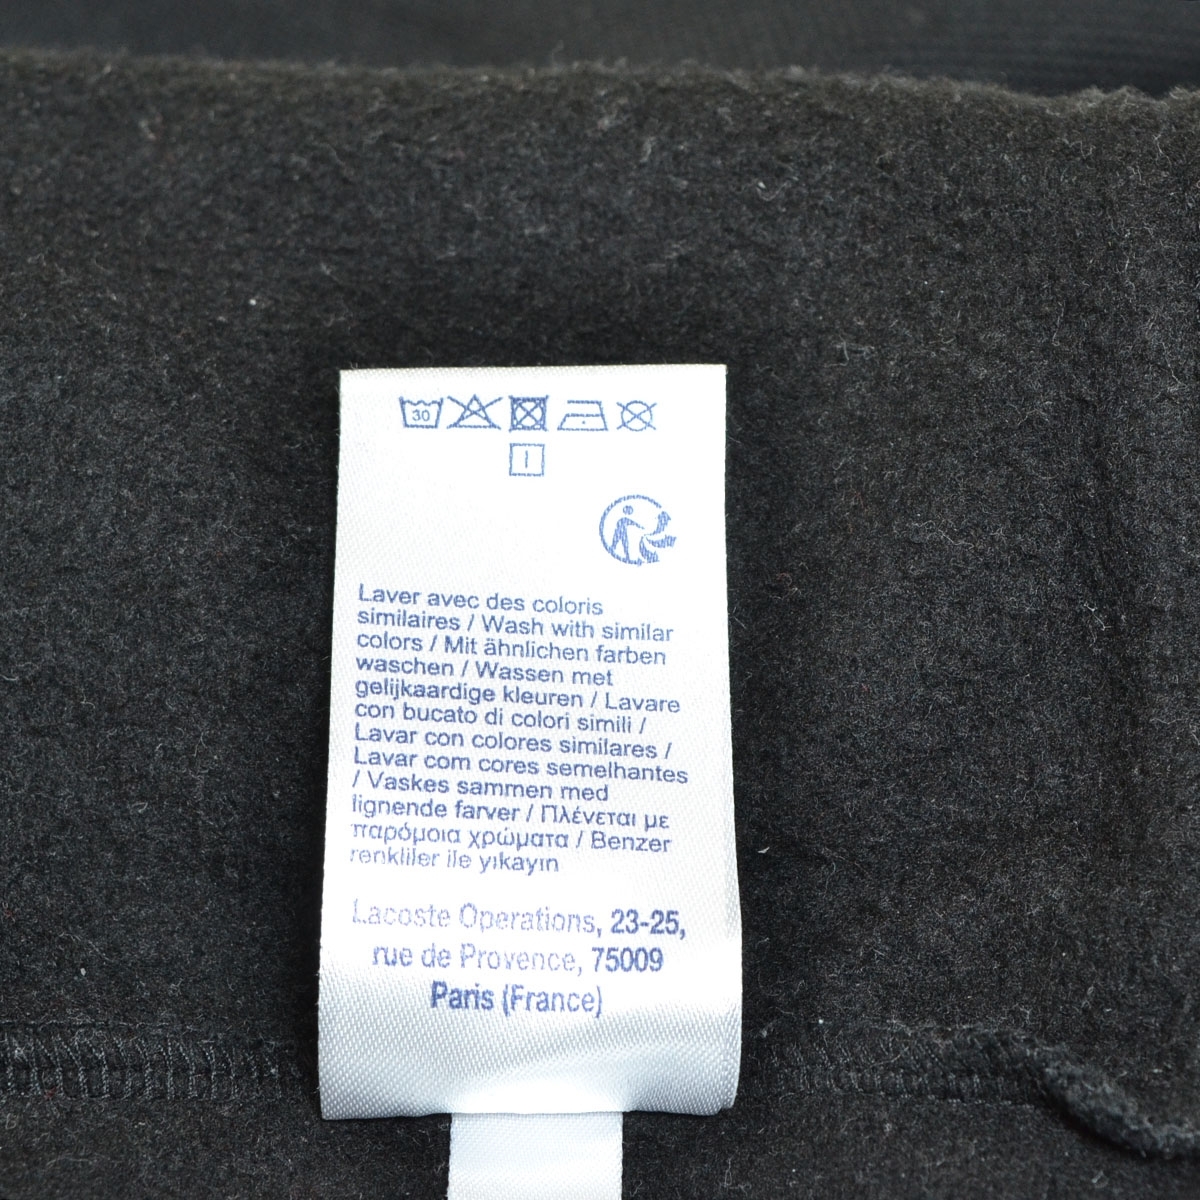 30
Laver avec des coloris
similaires / Wash with similar
colors / Mit ähnlichen farben
waschen / Wassen met
gelijkaardige kleuren / Lavare
con bucato di colori simili /
Lavar con colores similares /
Lavar com cores semelhantes
/ Vaskes sammen med
lignende farver / Πλένεται με
παρόμοια χρώματα / Benzer
renkliler ile yıkayın
Lacoste Operations, 23-25,
rue de Provence, 75009
Paris (France)